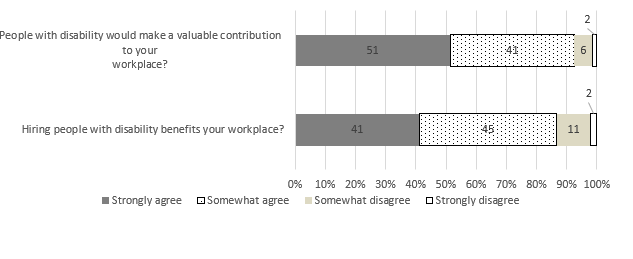 2
People with disability would make a valuable contribution
to your
workplace?
51
41
6
2
Hiring people with disability benefits your workplace?
41
45
11
0% 10% 20% 30% 40% 50% 60% 70% 80% 90% 100%
Strongly agree Somewhat agree Somewhat disagree Strongly disagree